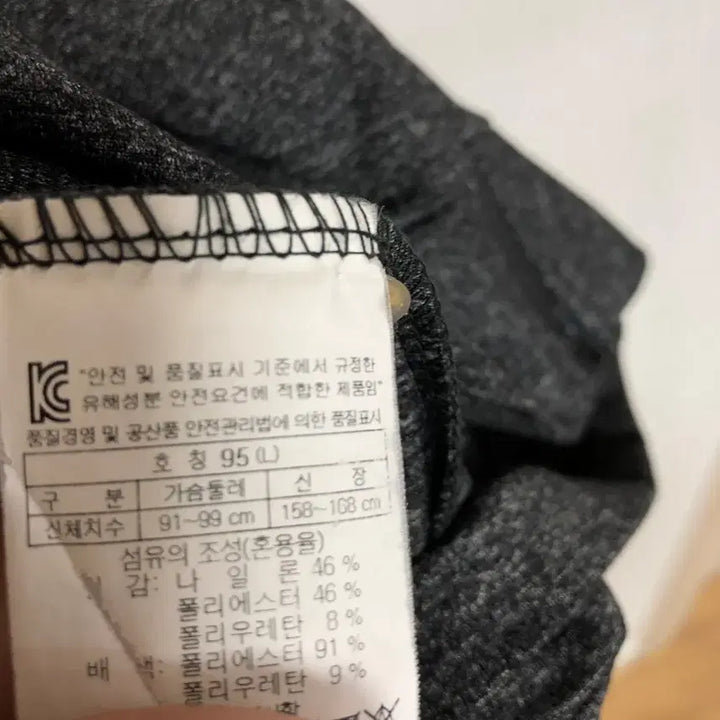 KC "안전 및 품질표시 기준에서 규정한
유해성분 안전요건에 적합한 제품임"
품질경영 및 공산품 안전관리법에 의한 품질표시
호 칭 95 (L)
구 분 가슴둘레 신 장
신체치수 91~99 cm 158~168 cm
섬유의 조성(혼용율)
감: 나 일 론 46 %
폴리에스터 46 %
폴리우레탄 8 %
배 색: 폴리에스터 91 %
폴리우레탄 9 %